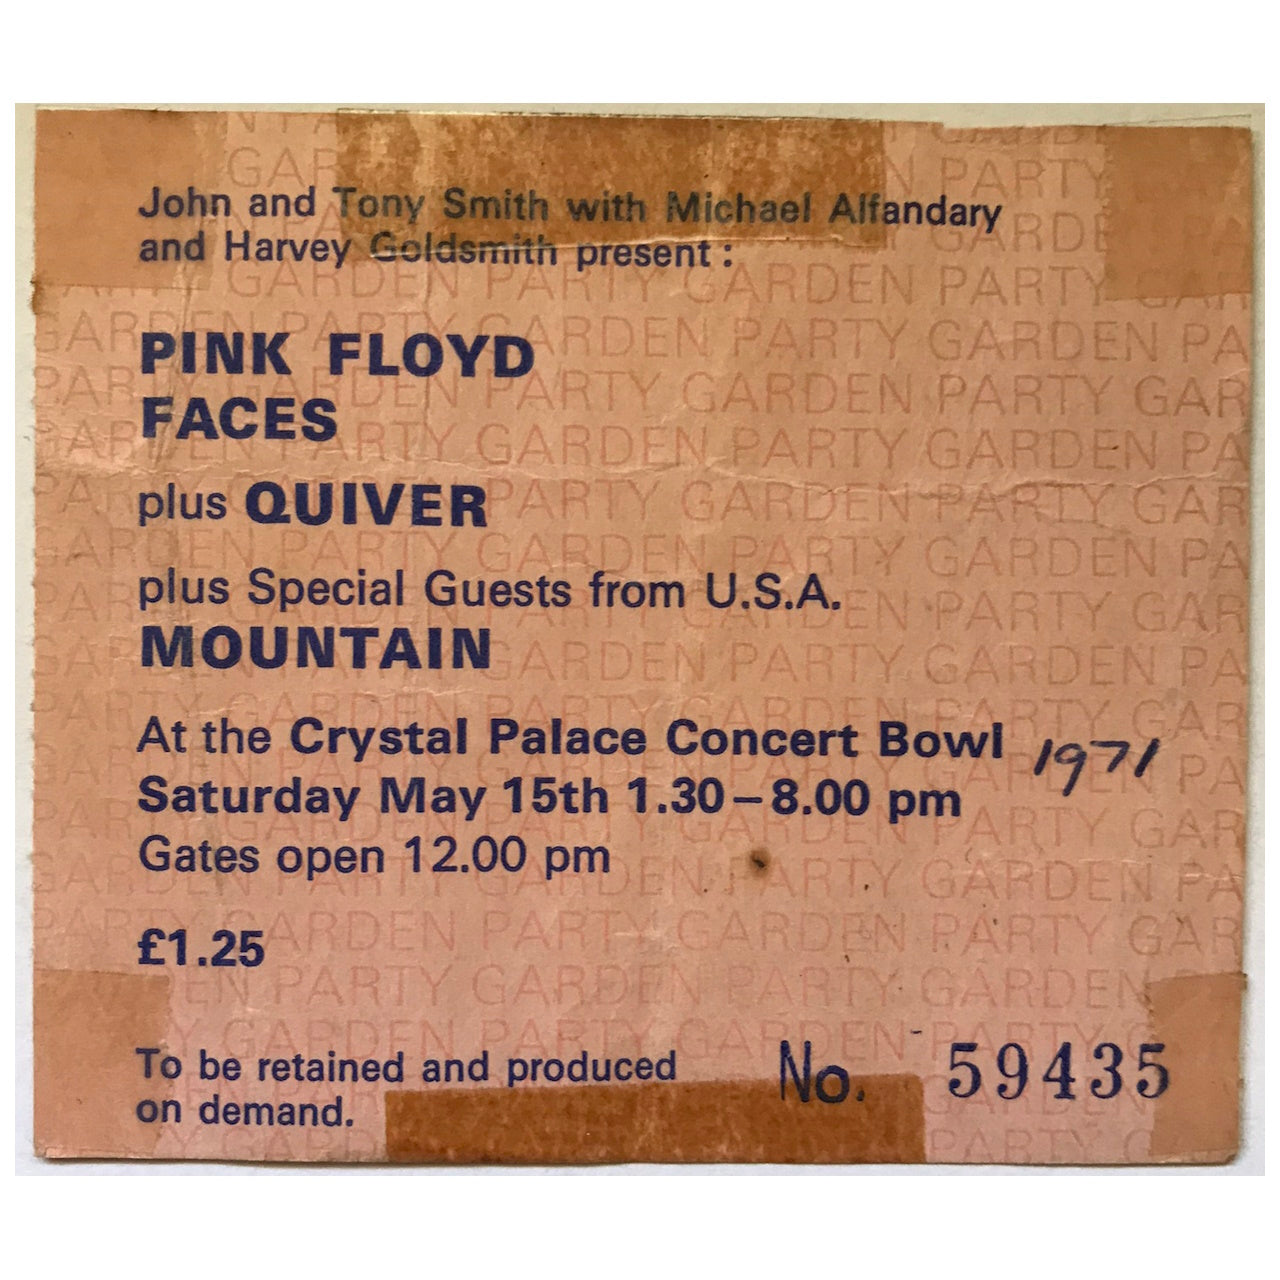 John and Tony Smith with Michael Alfandary
and Harvey Goldsmith present :
PINK FLOYD
FACES
plus QUIVER
plus Special Guests from U.S.A.
MOUNTAIN
At the Crystal Palace Concert Bowl 1971
Saturday May 15th 1.30–8.00 pm
Gates open 12.00 pm
£1.25
To be retained and produced
on demand.
No. 59435
GARDEN PARTY